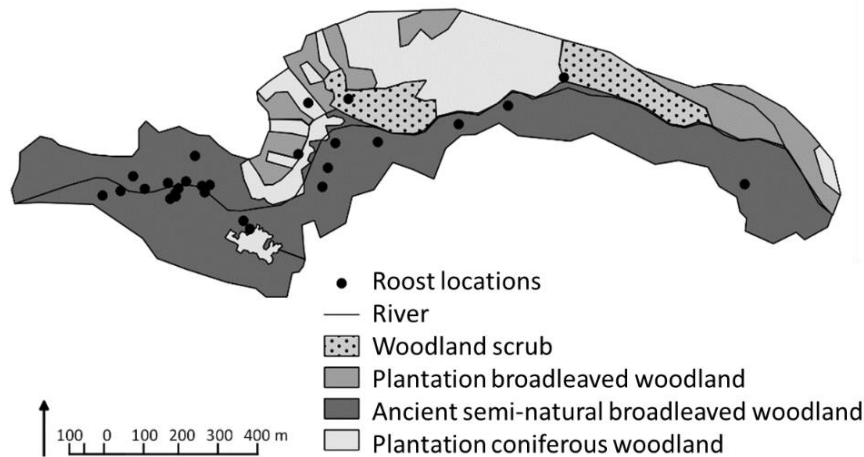 Roost locations
River
Woodland scrub
Plantation broadleaved woodland
Ancient semi-natural broadleaved woodland
Plantation coniferous woodland
100 0 100 200 300 400 m